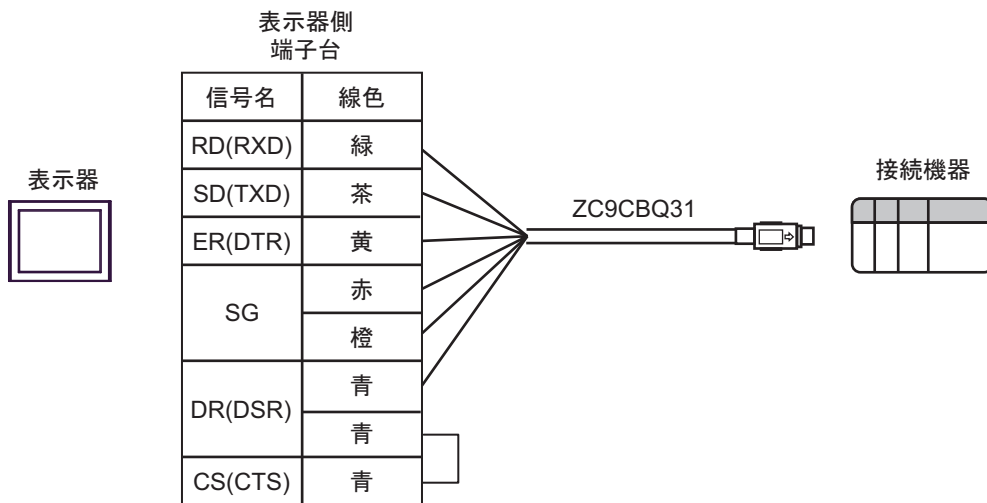 表示器側
端子台
信号名 線色
RD(RXD) 緑
SD(TXD) 茶
ER(DTR) 黄
SG 赤
橙
DR(DSR) 青
青
CS(CTS) 青
表示器
ZC9CBQ31
接続機器